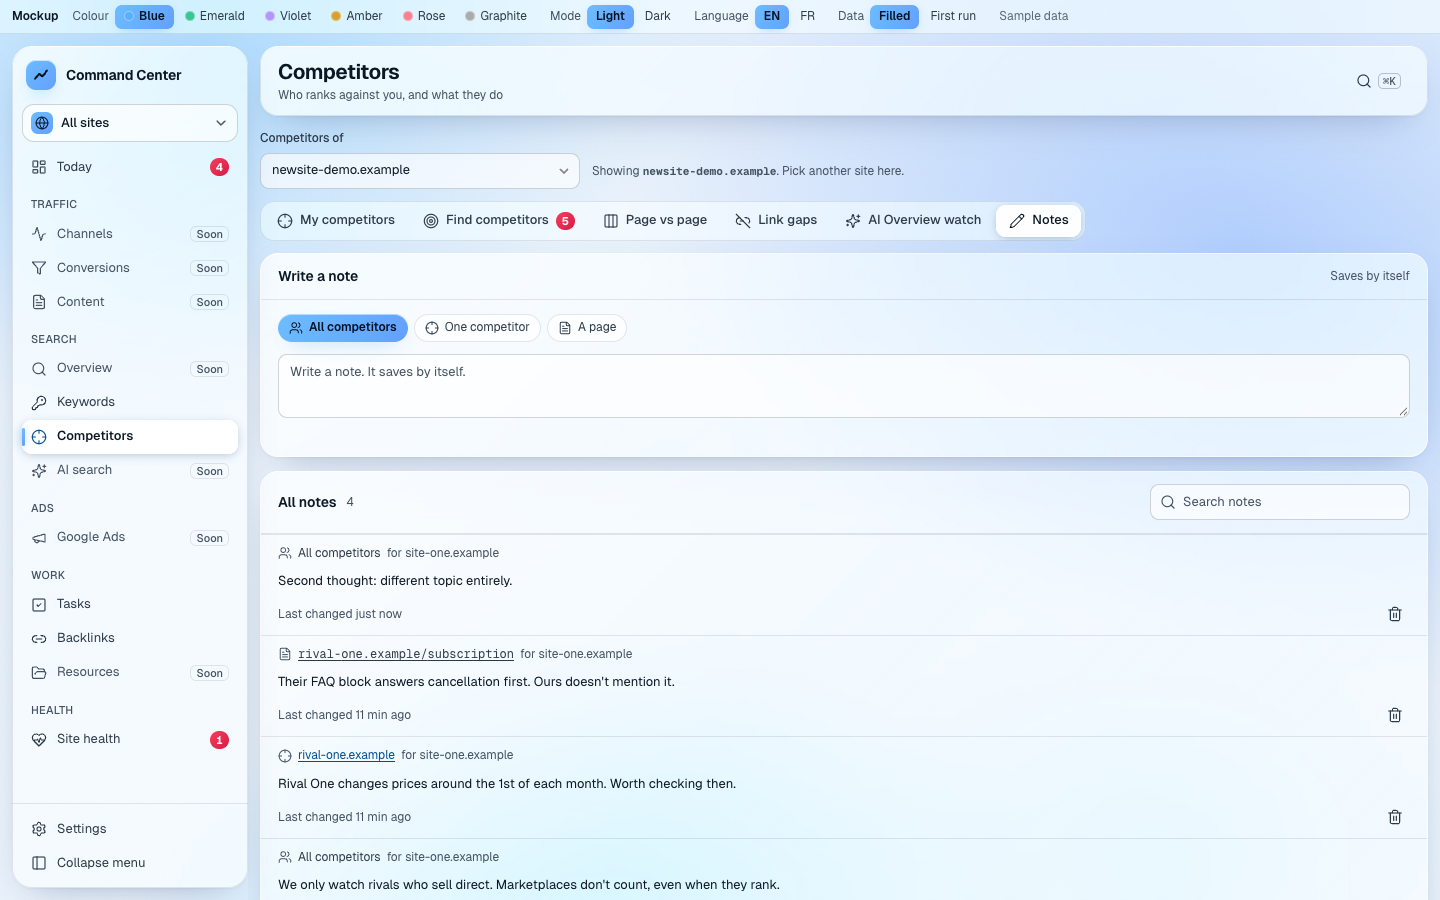 Mockup Colour Blue Emerald Violet Amber Rose Graphite Mode Light Dark Language EN FR Data Filled First run Sample data
Command Center
All sites
Today 4
TRAFFIC
Channels Soon
Conversions Soon
Content Soon
SEARCH
Overview Soon
Keywords
Competitors
AI search Soon
ADS
Google Ads Soon
WORK
Tasks
Backlinks
Resources Soon
HEALTH
Site health 1
Settings
Collapse menu
Competitors
Who ranks against you, and what they do
⌘K
Competitors of
newsite-demo.example
Showing newsite-demo.example. Pick another site here.
My competitors Find competitors 5 Page vs page Link gaps AI Overview watch Notes
Write a note Saves by itself
All competitors One competitor A page
Write a note. It saves by itself.
All notes 4 Search notes
All competitors for site-one.example
Second thought: different topic entirely.
Last changed just now
rival-one.example/subscription for site-one.example
Their FAQ block answers cancellation first. Ours doesn't mention it.
Last changed 11 min ago
rival-one.example for site-one.example
Rival One changes prices around the 1st of each month. Worth checking then.
Last changed 11 min ago
All competitors for site-one.example
We only watch rivals who sell direct. Marketplaces don't count, even when they rank.